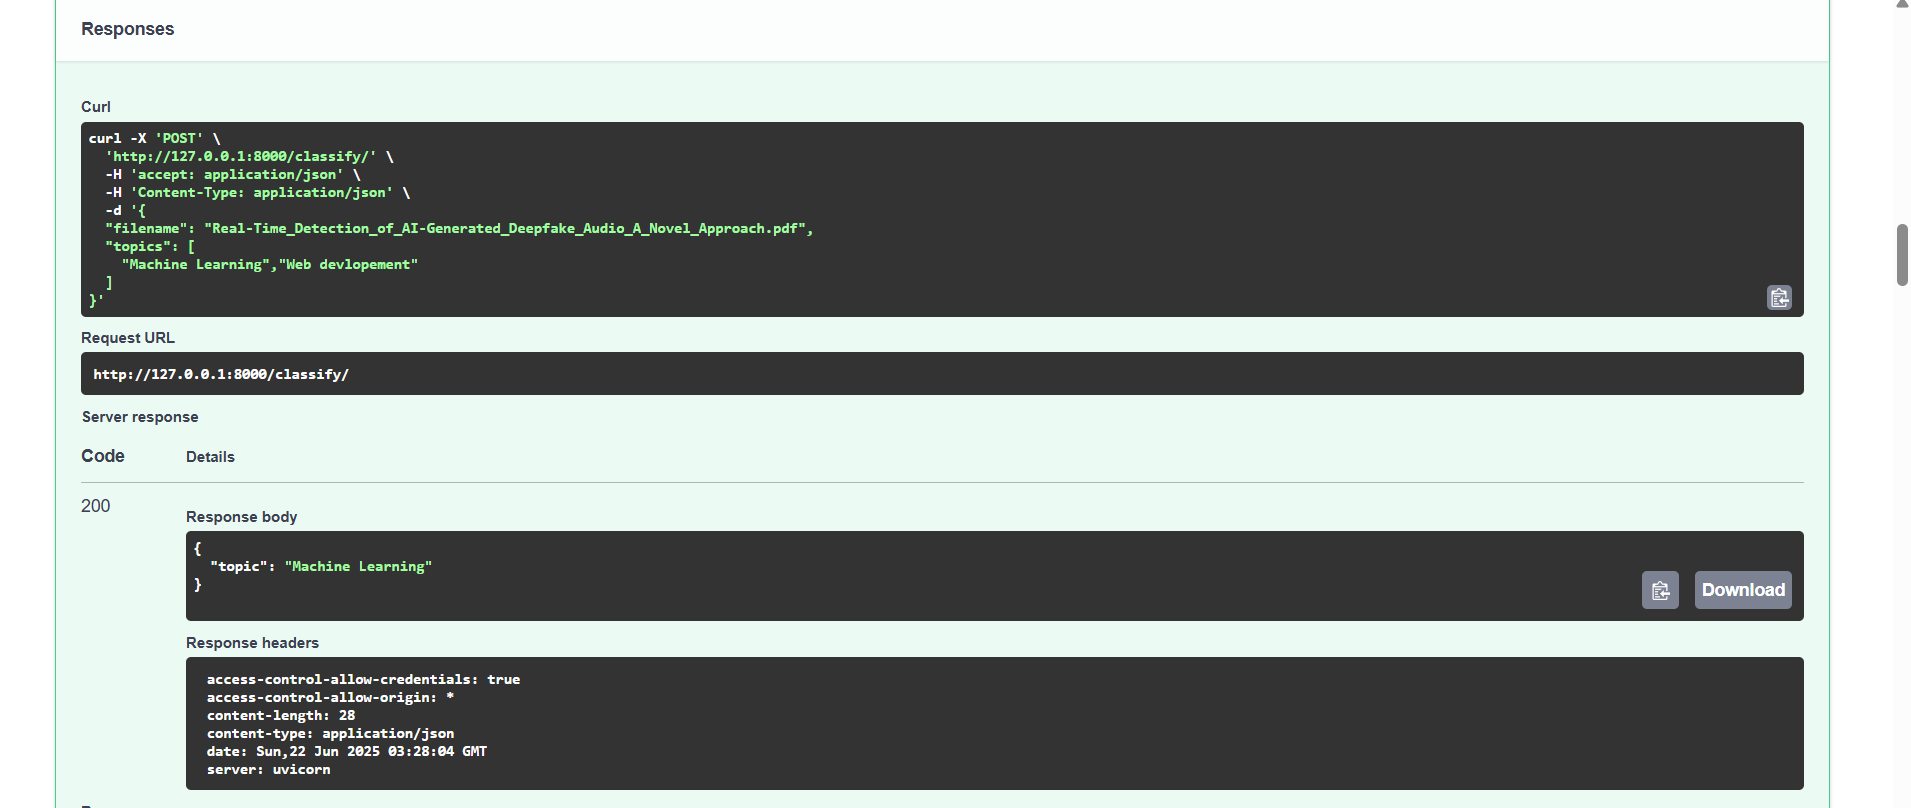 Responses
Curl
curl -X 'POST' \
  'http://127.0.0.1:8000/classify/' \
  -H 'accept: application/json' \
  -H 'Content-Type: application/json' \
  -d '{
  "filename": "Real-Time_Detection_of_AI-Generated_Deepfake_Audio_A_Novel_Approach.pdf",
  "topics": [
    "Machine Learning","Web devlopement"
  ]
}'
Request URL
http://127.0.0.1:8000/classify/
Server response
Code Details
200
Response body
{
  "topic": "Machine Learning"
}
Download
Response headers
access-control-allow-credentials: true
access-control-allow-origin: *
content-length: 28
content-type: application/json
date: Sun,22 Jun 2025 03:28:04 GMT
server: uvicorn